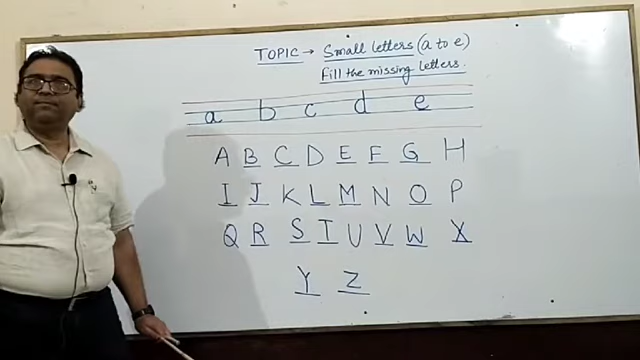 TOPIC → Small letters (a to e)
Fill the missing letters.
a b c d e
A B C D E F G H
I J K L M N O P
Q R S T U V W X
Y Z